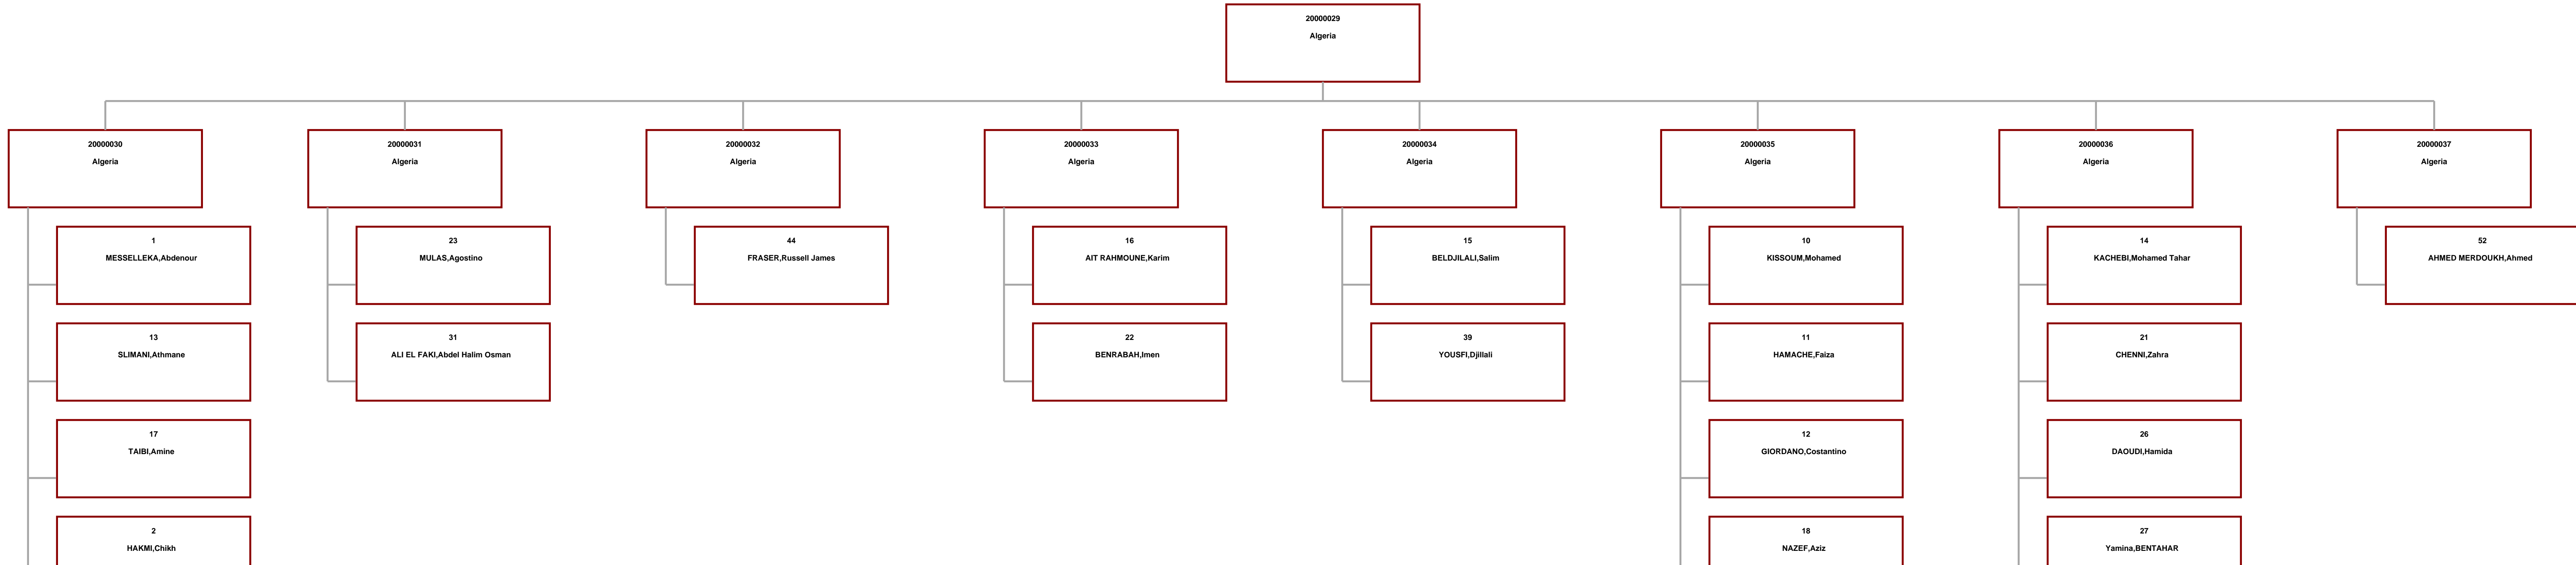 20000029
Algeria
20000030
Algeria
20000031
Algeria
20000032
Algeria
20000033
Algeria
20000034
Algeria
20000035
Algeria
20000036
Algeria
20000037
Algeria
1
MESSELLEKA,Abdenour
23
MULAS,Agostino
44
FRASER,Russell James
16
AIT RAHMOUNE,Karim
15
BELDJILALI,Salim
10
KISSOUM,Mohamed
14
KACHEBI,Mohamed Tahar
52
AHMED MERDOUKH,Ahmed
13
SLIMANI,Athmane
31
ALI EL FAKI,Abdel Halim Osman
22
BENRABAH,Imen
39
YOUSFI,Djillali
11
HAMACHE,Faiza
21
CHENNI,Zahra
17
TAIBI,Amine
12
GIORDANO,Costantino
26
DAOUDI,Hamida
2
HAKMI,Chikh
18
NAZEF,Aziz
27
Yamina,BENTAHAR